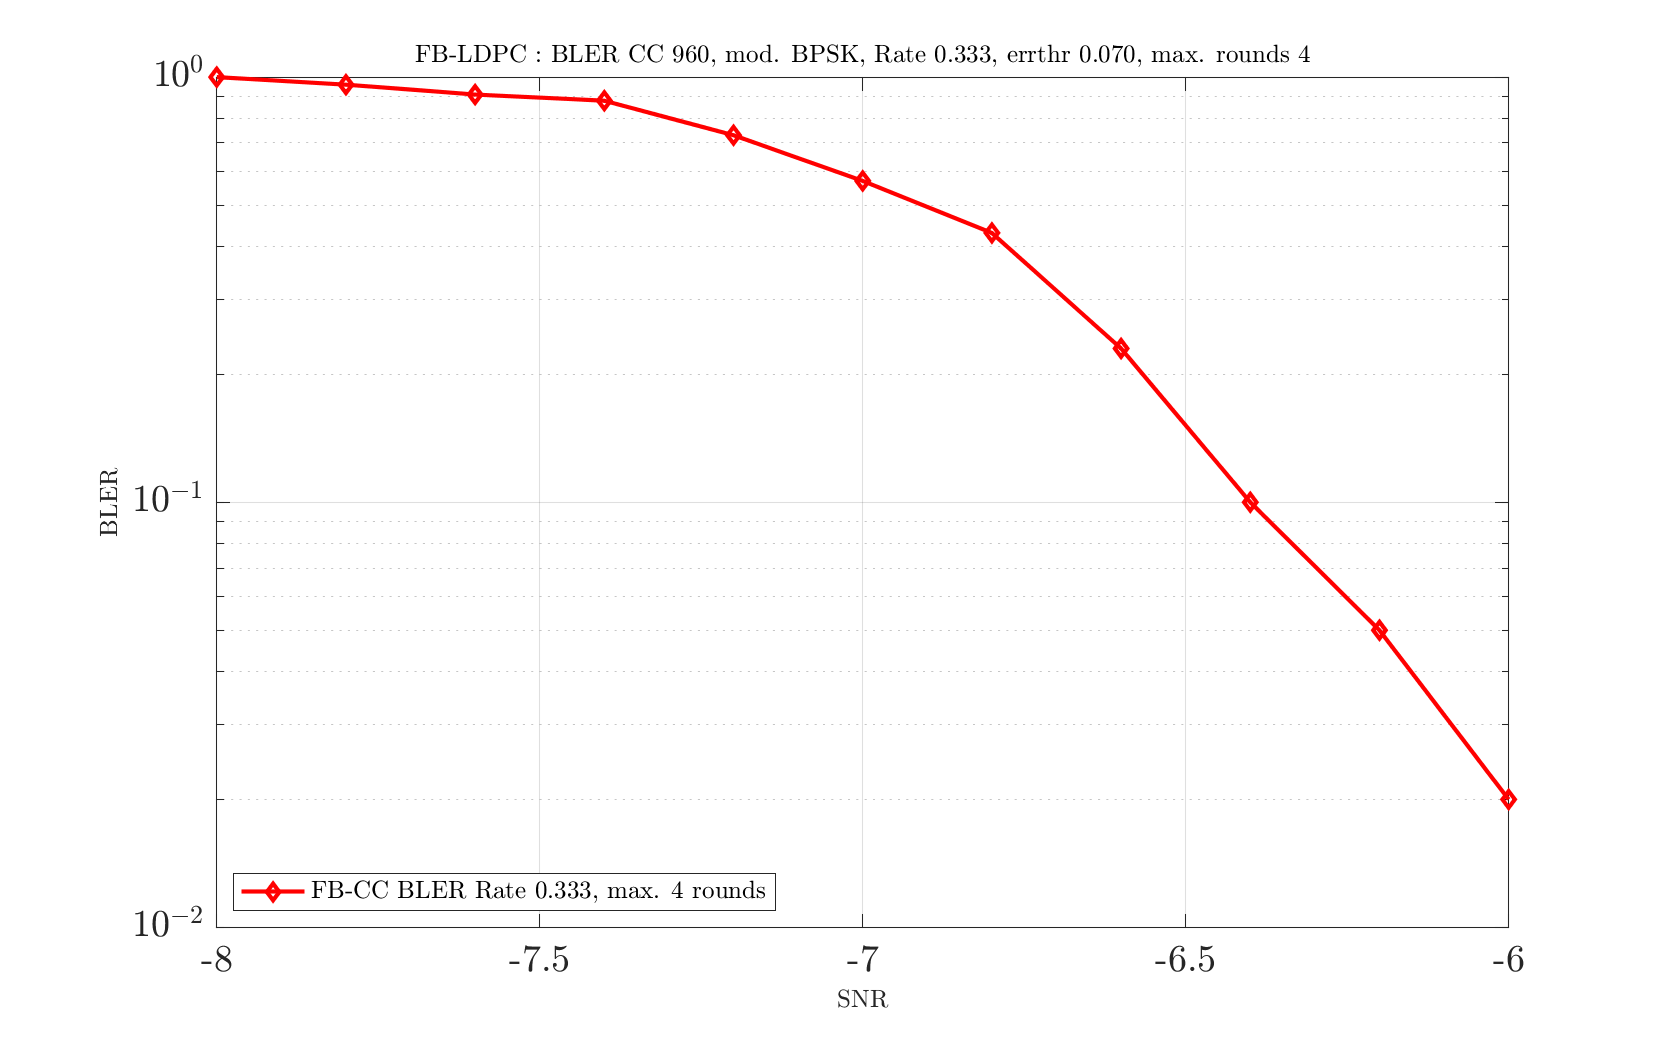 FB-LDPC : BLER CC 960, mod. BPSK, Rate 0.333, errthr 0.070, max. rounds 4
10⁰
10⁻¹
10⁻²
BLER
FB-CC BLER Rate 0.333, max. 4 rounds
-8 -7.5 -7 -6.5 -6
SNR